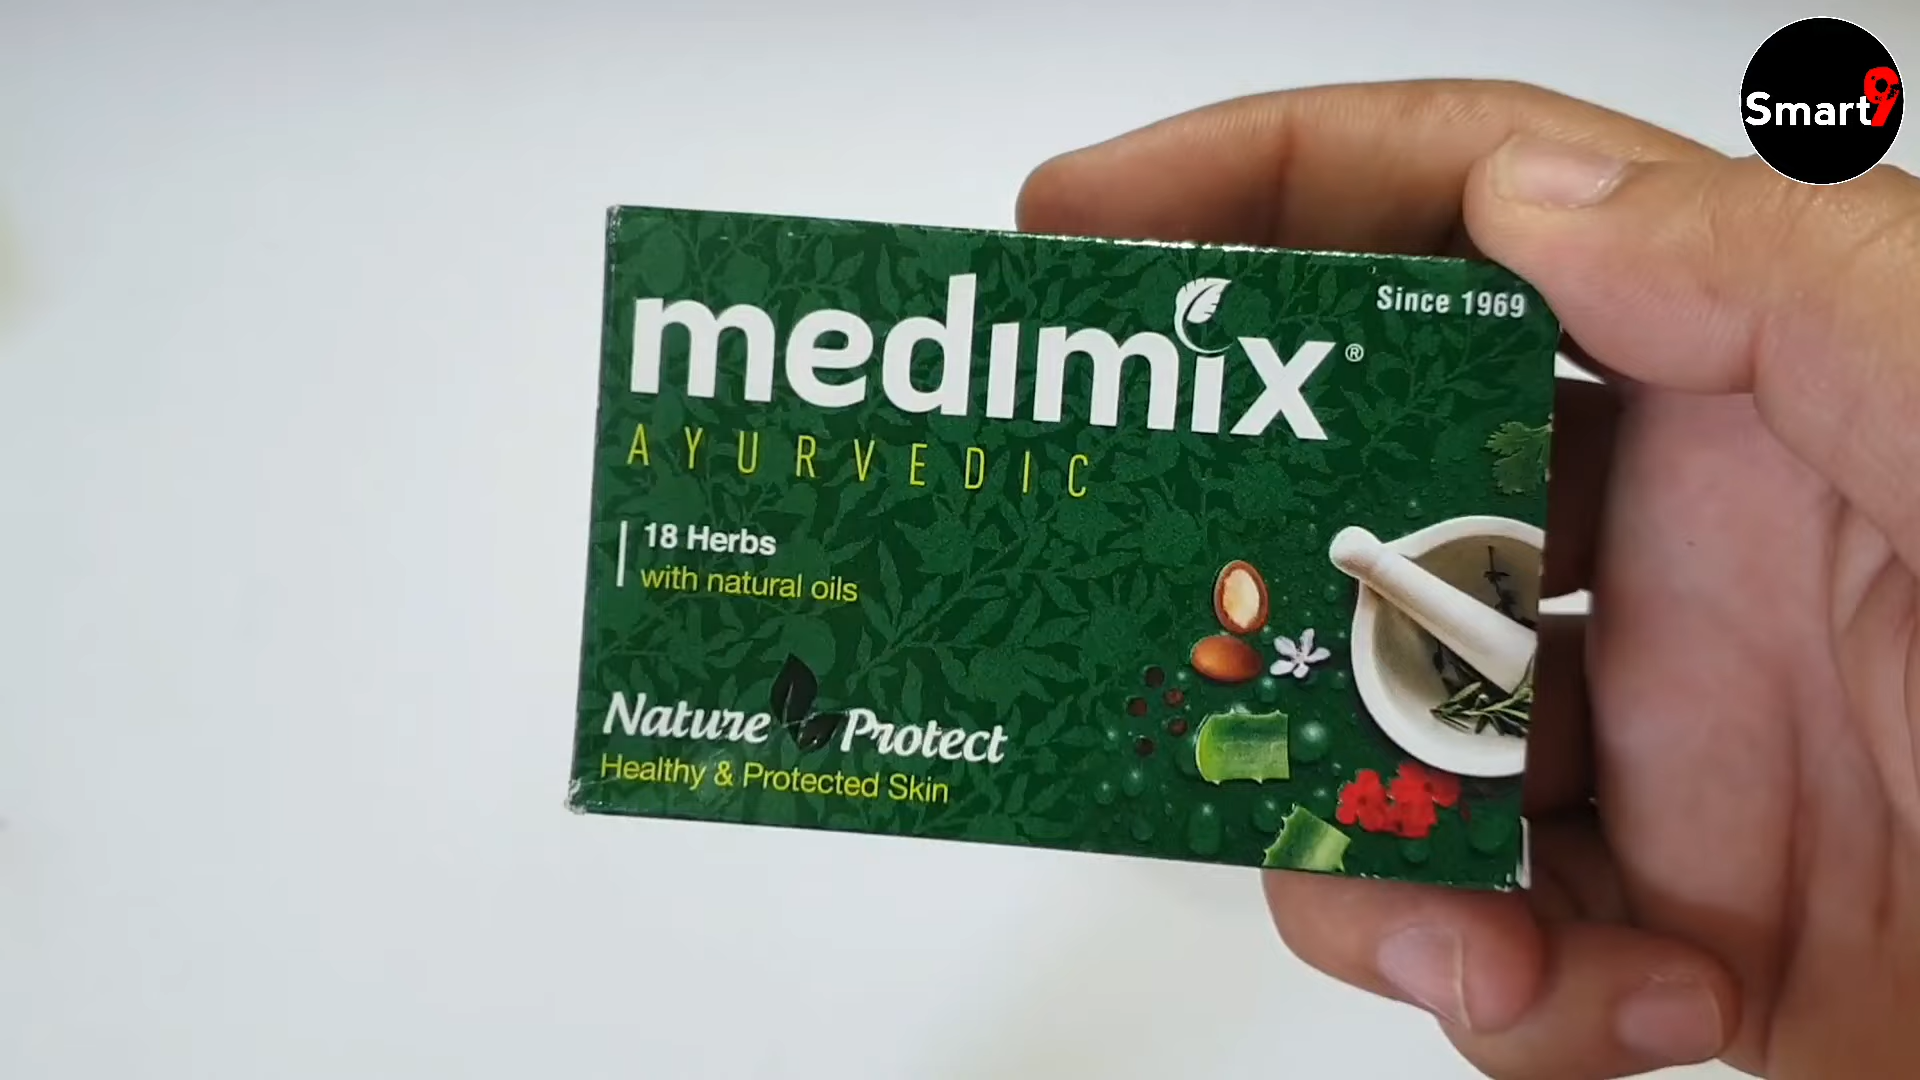 Smart9
Since 1969
medimix®
AYURVEDIC
18 Herbs
with natural oils
Nature Protect
Healthy & Protected Skin